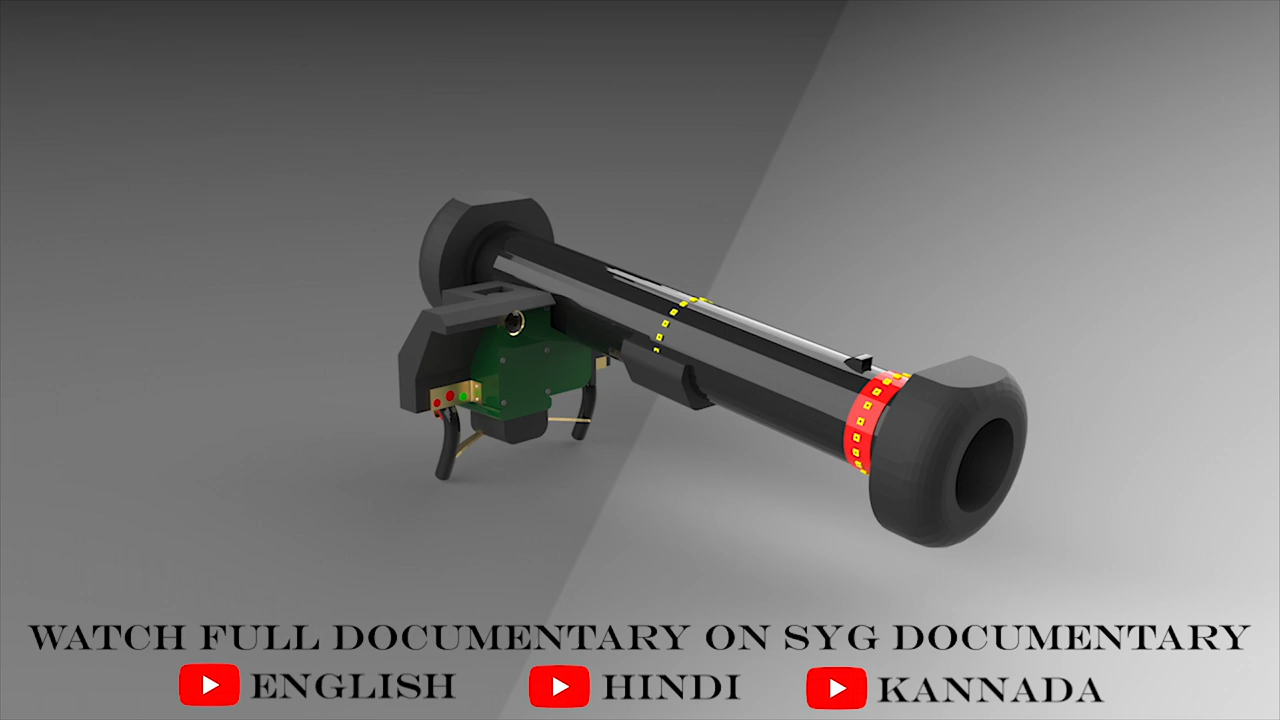 WATCH FULL DOCUMENTARY ON SYG DOCUMENTARY
ENGLISH HINDI KANNADA